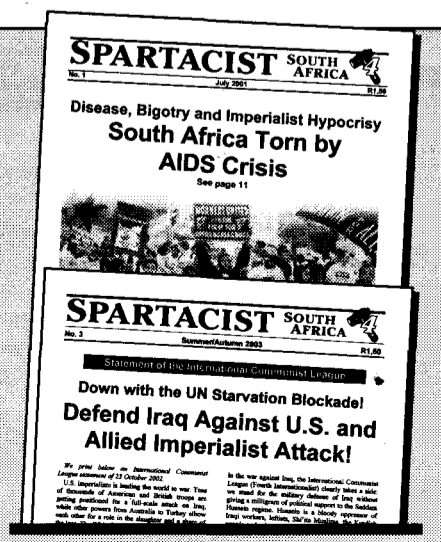 SPARTACIST SOUTH AFRICA
No. 1
July 2001
R1,50
Disease, Bigotry and Imperialist Hypocrisy
South Africa Torn by
AIDS Crisis
See page 11
SPARTACIST SOUTH AFRICA
No. 3
Summer/Autumn 2003
R1,50
Statement of the International Communist League
Down with the UN Starvation Blockade!
Defend Iraq Against U.S. and
Allied Imperialist Attack!
We print below an International Communist
League statement of 23 October 2002.
U.S. imperialism is leading the world to war. Tens
of thousands of American and British troops are
getting positioned for a full-scale attack on Iraq,
while other powers from Australia to Turkey elbow
each other for a role in the slaughter and a share of
In the war against Iraq, the International Communist
League (Fourth Internationalist) clearly takes a side:
we stand for the military defense of Iraq without
giving a milligram of political support to the Saddam
Hussein regime. Hussein is a bloody oppressor of
Iraqi workers, leftists, Shi'ite Muslims, the Kurdish